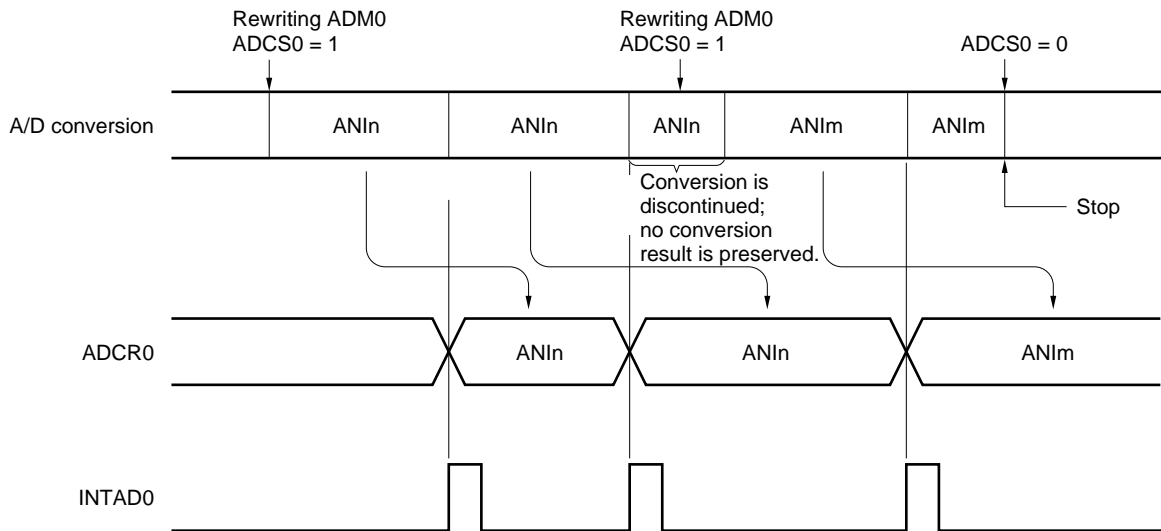 Rewriting ADM0
ADCS0 = 1
Rewriting ADM0
ADCS0 = 1
ADCS0 = 0
A/D conversion
ANIn
ANIn
ANIn
ANIm
ANIm
Conversion is
discontinued;
no conversion
result is preserved.
Stop
ADCR0
ANIn
ANIn
ANIm
INTAD0